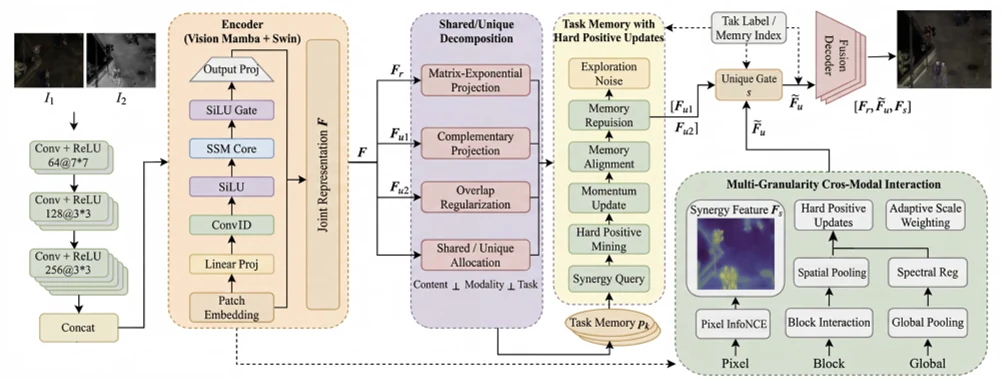 I1
I2
Conv + ReLU
64@7*7
Conv + ReLU
128@3*3
Conv + ReLU
256@3*3
Concat
Encoder
(Vision Mamba + Swin)
Output Proj
SiLU Gate
SSM Core
SiLU
ConvID
Linear Proj
Patch
Embedding
Joint Representation F
F
Shared/Unique
Decomposition
Fr
Matrix-Exponential
Projection
Fu1
Complementary
Projection
Fu2
Overlap
Regularization
Shared / Unique
Allocation
Content ⊥ Modality ⊥ Task
Task Memory with
Hard Positive Updates
Exploration
Noise
Memory
Repuision
Memory
Alignment
Momentum
Update
Hard Positive
Mining
Synergy Query
Task Memory pk
[Fu1
Fu2]
Tak Label /
Memry Index
Unique Gate
s
F̃u
F̃u
Fusion
Decoder
[Fr, F̃u, Fs]
Multi-Granularity Cros-Modal Interaction
Synergy Feature Fs
Hard Positive
Updates
Adaptive Scale
Weighting
Spatial Pooling
Spectral Reg
Pixel InfoNCE
Block Interaction
Global Pooling
Pixel
Block
Global